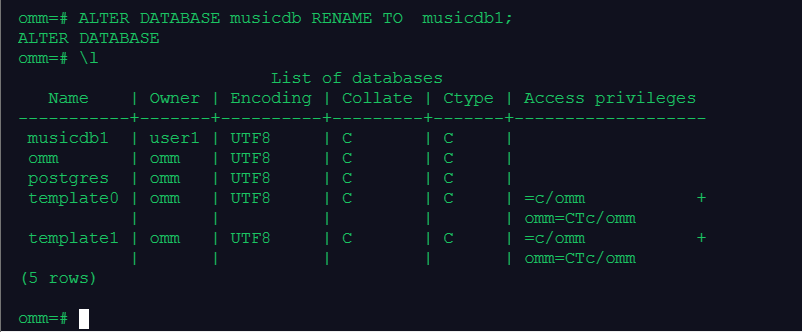 omm=# ALTER DATABASE musicdb RENAME TO  musicdb1;
ALTER DATABASE
omm=# \l
                         List of databases
   Name    | Owner | Encoding | Collate | Ctype | Access privileges
-----------+-------+----------+---------+-------+-------------------
 musicdb1  | user1 | UTF8     | C       | C     |
 omm       | omm   | UTF8     | C       | C     |
 postgres  | omm   | UTF8     | C       | C     |
 template0 | omm   | UTF8     | C       | C     | =c/omm           +
           |       |          |         |       | omm=CTc/omm
 template1 | omm   | UTF8     | C       | C     | =c/omm           +
           |       |          |         |       | omm=CTc/omm
(5 rows)

omm=#